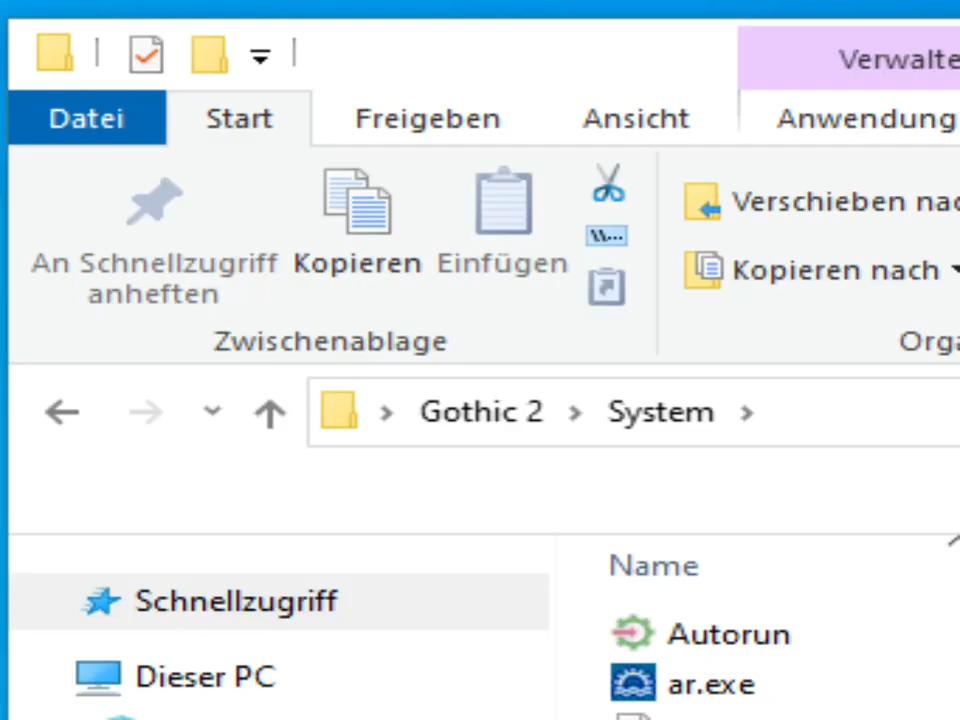 Verwalte
Datei Start Freigeben Ansicht Anwendung
An Schnellzugriff anheften
Kopieren
Einfügen
Verschieben nac
Kopieren nach
Zwischenablage
Orga
Gothic 2 System
Name
Schnellzugriff
Autorun
Dieser PC
ar.exe